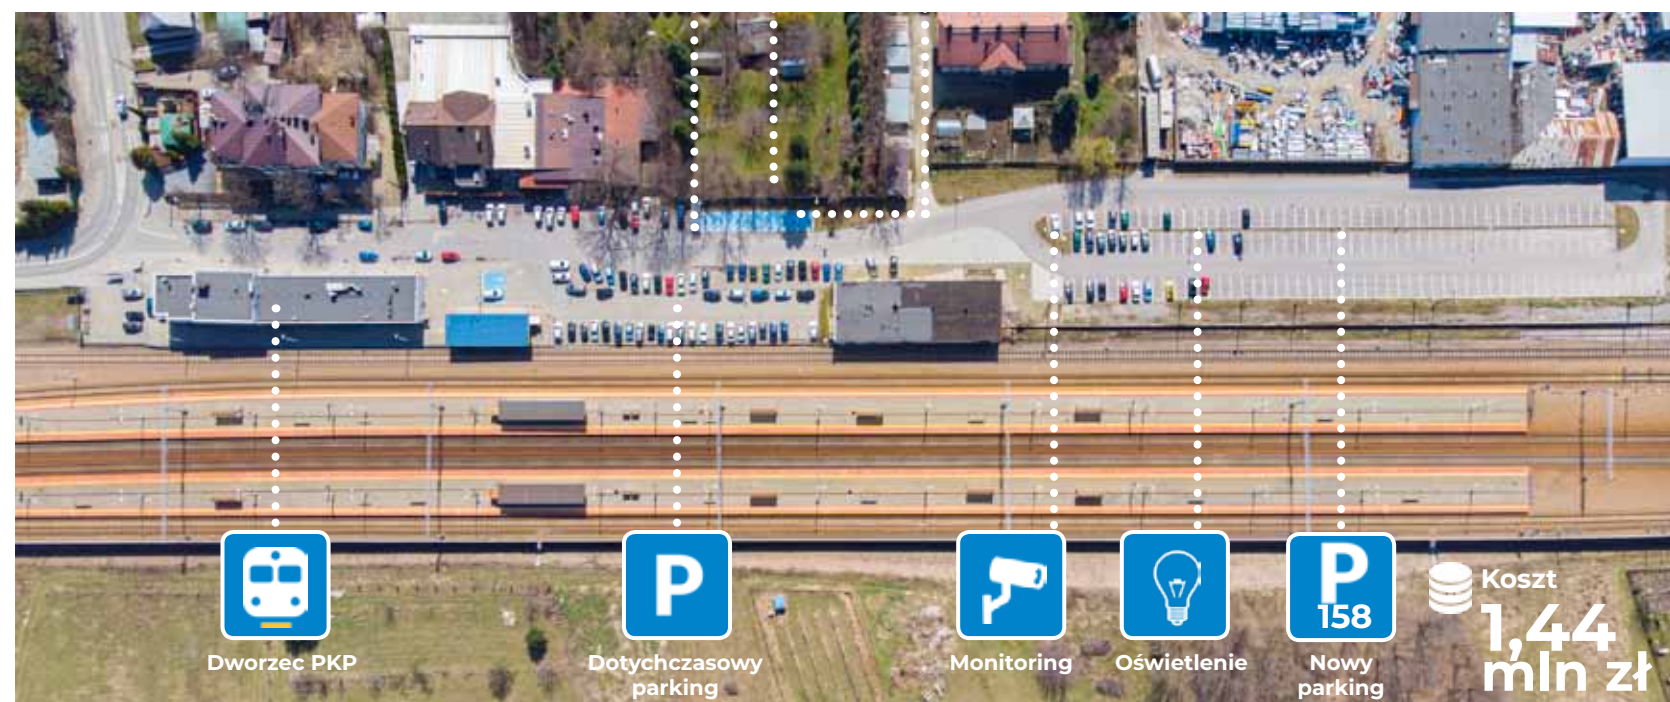 P
P
158
Koszt
1,44
mln zł
Dworzec PKP
Dotychczasowy
parking
Monitoring
Oświetlenie
Nowy
parking